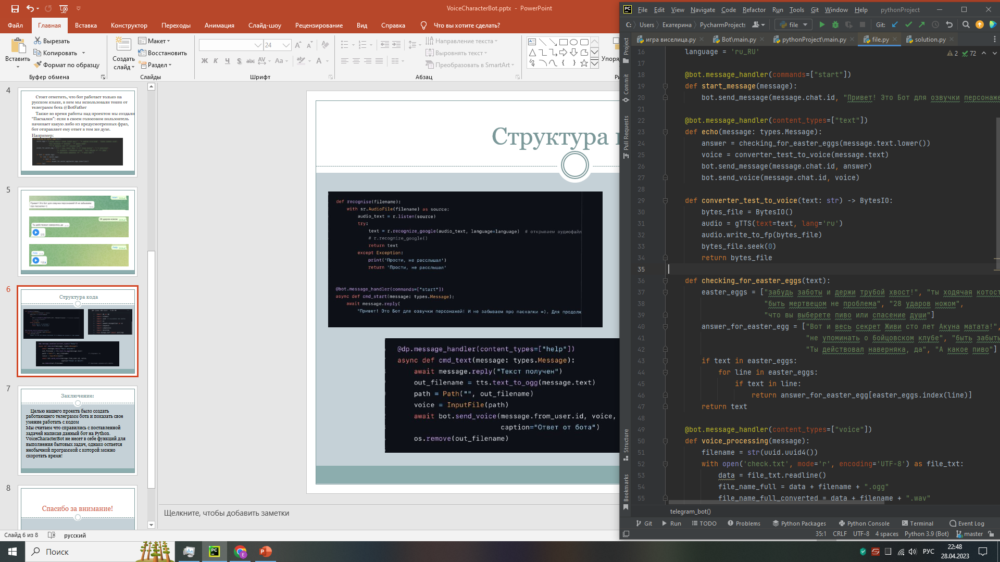 VoiceCharacterBot.pptx - PowerPoint
Файл Главная Вставка Конструктор Переходы Анимация Слайд-шоу Рецензирование Вид Справка Что вы хотите сделать?
Вставить
Вырезать
Копировать
Формат по образцу
Буфер обмена
Создать слайд
Макет
Восстановить
Раздел
Слайды
24
Ж К Ч S abc AV Aa А
Шрифт
Направление текста
Выровнять текст
Преобразовать в SmartArt
Абзац
Упоря
Ри
4
Стоит отметить, что бот работает только на
русском языке, в нем мы использовали токен от
телеграмм бота @BotFather
Также во время работы над проектом мы создали
"Пасхалки": если в своем голосовом пользовтель
начинает какую либо из предусмотренных фраз,
бот отправляет ему ответ в том же духе.
Например:
5
Привет! Это Бот для озвучки персонажей! И не забываем
про пасхалки =)
28 ударов ножом
Ты действовал наверняка, да
6
Структура кода
7
Заключение:
Целью нашего проекта было создать
работающего телеграмм бота и показать свое
умение работать с кодом
Мы считаем что справились с поставленной
задачей написав данный бот на Python.
VoiceCharacterBot не несет в себе функций для
выполнения бытовых задач, однако остается
необычной программой с которой можно
скоротать время!
8
Спасибо за внимание!
Структура
def recognise(filename):
with sr.AudioFile(filename) as source:
audio_text = r.listen(source)
try:
text = r.recognize_google(audio_text, language=language) # открываем аудиофайл
# r.recognize_google()
return text
except Exception:
print('Прости, не расслышал')
return 'Прости, не расслышал'
@bot.message_handler(commands=["start"])
async def cmd_start(message: types.Message):
await message.reply(
"Привет! Это Бот для озвучки персонажей! И не забываем про пасхалки =). Для продолж
@dp.message_handler(content_types=["help"])
async def cmd_text(message: types.Message):
await message.reply("Текст получен")
out_filename = tts.text_to_ogg(message.text)
path = Path("", out_filename)
voice = InputFile(path)
await bot.send_voice(message.from_user.id, voice,
caption="Ответ от бота")
os.remove(out_filename)
Щелкните, чтобы добавить заметки
Слайд 6 из 8 русский
PC File Edit View Navigate Code Refactor Run Tools Git Window Help pythonProject
C: Users Екатерина PycharmProjects file Git:
игра виселица.py Bot\main.py pythonProject\main.py file.py solution.py
Project
Commit
Pull Requests
Structure
Bookmarks
2 72
16 language = 'ru_RU'
17
18 @bot.message_handler(commands=["start"])
19 def start_message(message):
20 bot.send_message(message.chat.id, "Привет! Это Бот для озвучки персонаже
21
22 @bot.message_handler(content_types=["text"])
23 def echo(message: types.Message):
24 answer = checking_for_easter_eggs(message.text.lower())
25 voice = converter_test_to_voice(message.text)
26 bot.send_message(message.chat.id, answer)
27 bot.send_voice(message.chat.id, voice)
28
29 def converter_test_to_voice(text: str) -> BytesIO:
30 bytes_file = BytesIO()
31 audio = gTTS(text=text, lang='ru')
32 audio.write_to_fp(bytes_file)
33 bytes_file.seek(0)
34 return bytes_file
35
36 def checking_for_easter_eggs(text):
37 easter_eggs = ["забудь заботы и держи трубой хвост!", "ты ходячая котост
38 "быть мертвецом не проблема", "28 ударов ножом",
39 "что вы выберете пиво или спасение души"]
40 answer_for_easter_egg = ["Вот и весь секрет Живи сто лет Акуна матата!",
41 "не упоминать о бойцовском клубе", "быть забыты
42 "Ты действовал наверняка, да", "А какое пиво"]
43 if text in easter_eggs:
44 for line in easter_eggs:
45 if text in line:
46 return answer_for_easter_egg[easter_eggs.index(line)]
47 return text
48
49 @bot.message_handler(content_types=["voice"])
50 def voice_processing(message):
51 filename = str(uuid.uuid4())
52 with open('check.txt', mode='r', encoding='UTF-8') as file_txt:
53 data = file_txt.readline()
54 file_name_full = data + filename + ".ogg"
55 file_name_full_converted = data + filename + ".wav"
telegram_bot()
Git Run TODO Problems Python Packages Python Console Terminal Event Log
35:1 CRLF UTF-8 4 spaces Python 3.9 (Bot) master
Поиск
РУС
22:48
28.04.2023